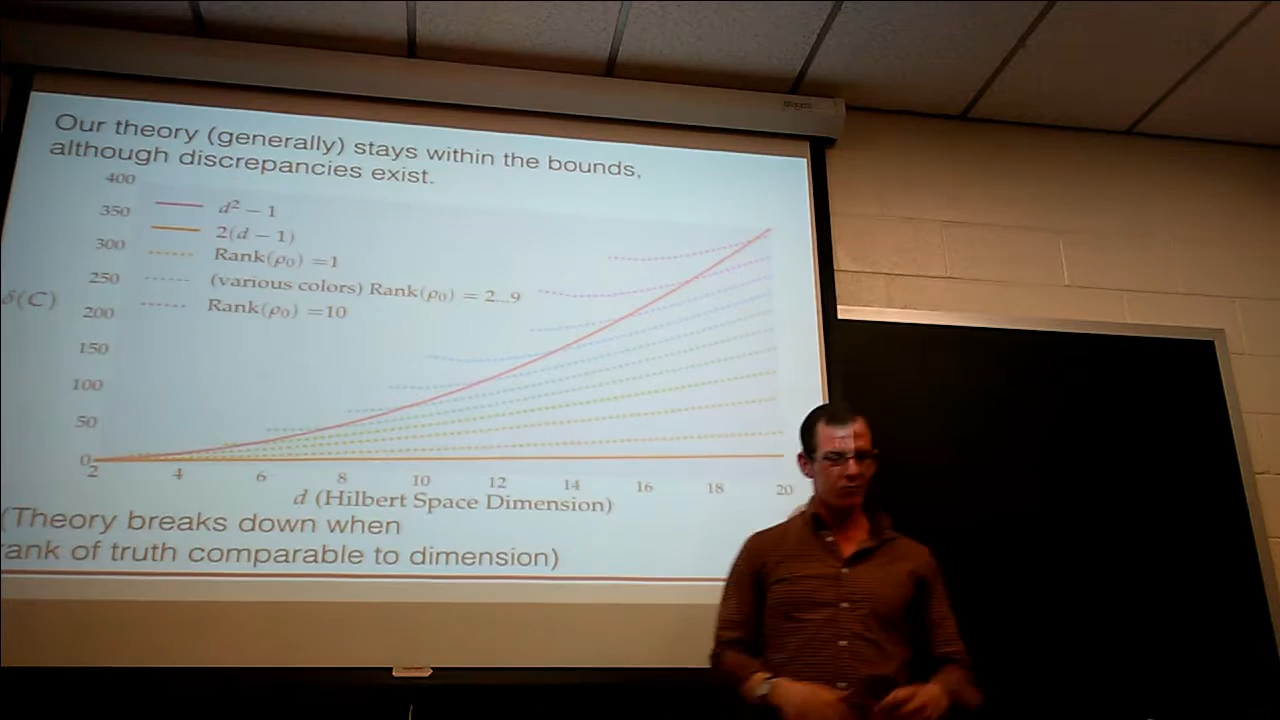 Our theory (generally) stays within the bounds,
although discrepancies exist.
400
350
300
250
200
150
100
50
0
δ(C)
d² − 1
2(d − 1)
Rank(ρ₀) =1
(various colors) Rank(ρ₀) = 2...9
Rank(ρ₀) =10
2 4 6 8 10 12 14 16 18 20
d (Hilbert Space Dimension)
(Theory breaks down when
rank of truth comparable to dimension)